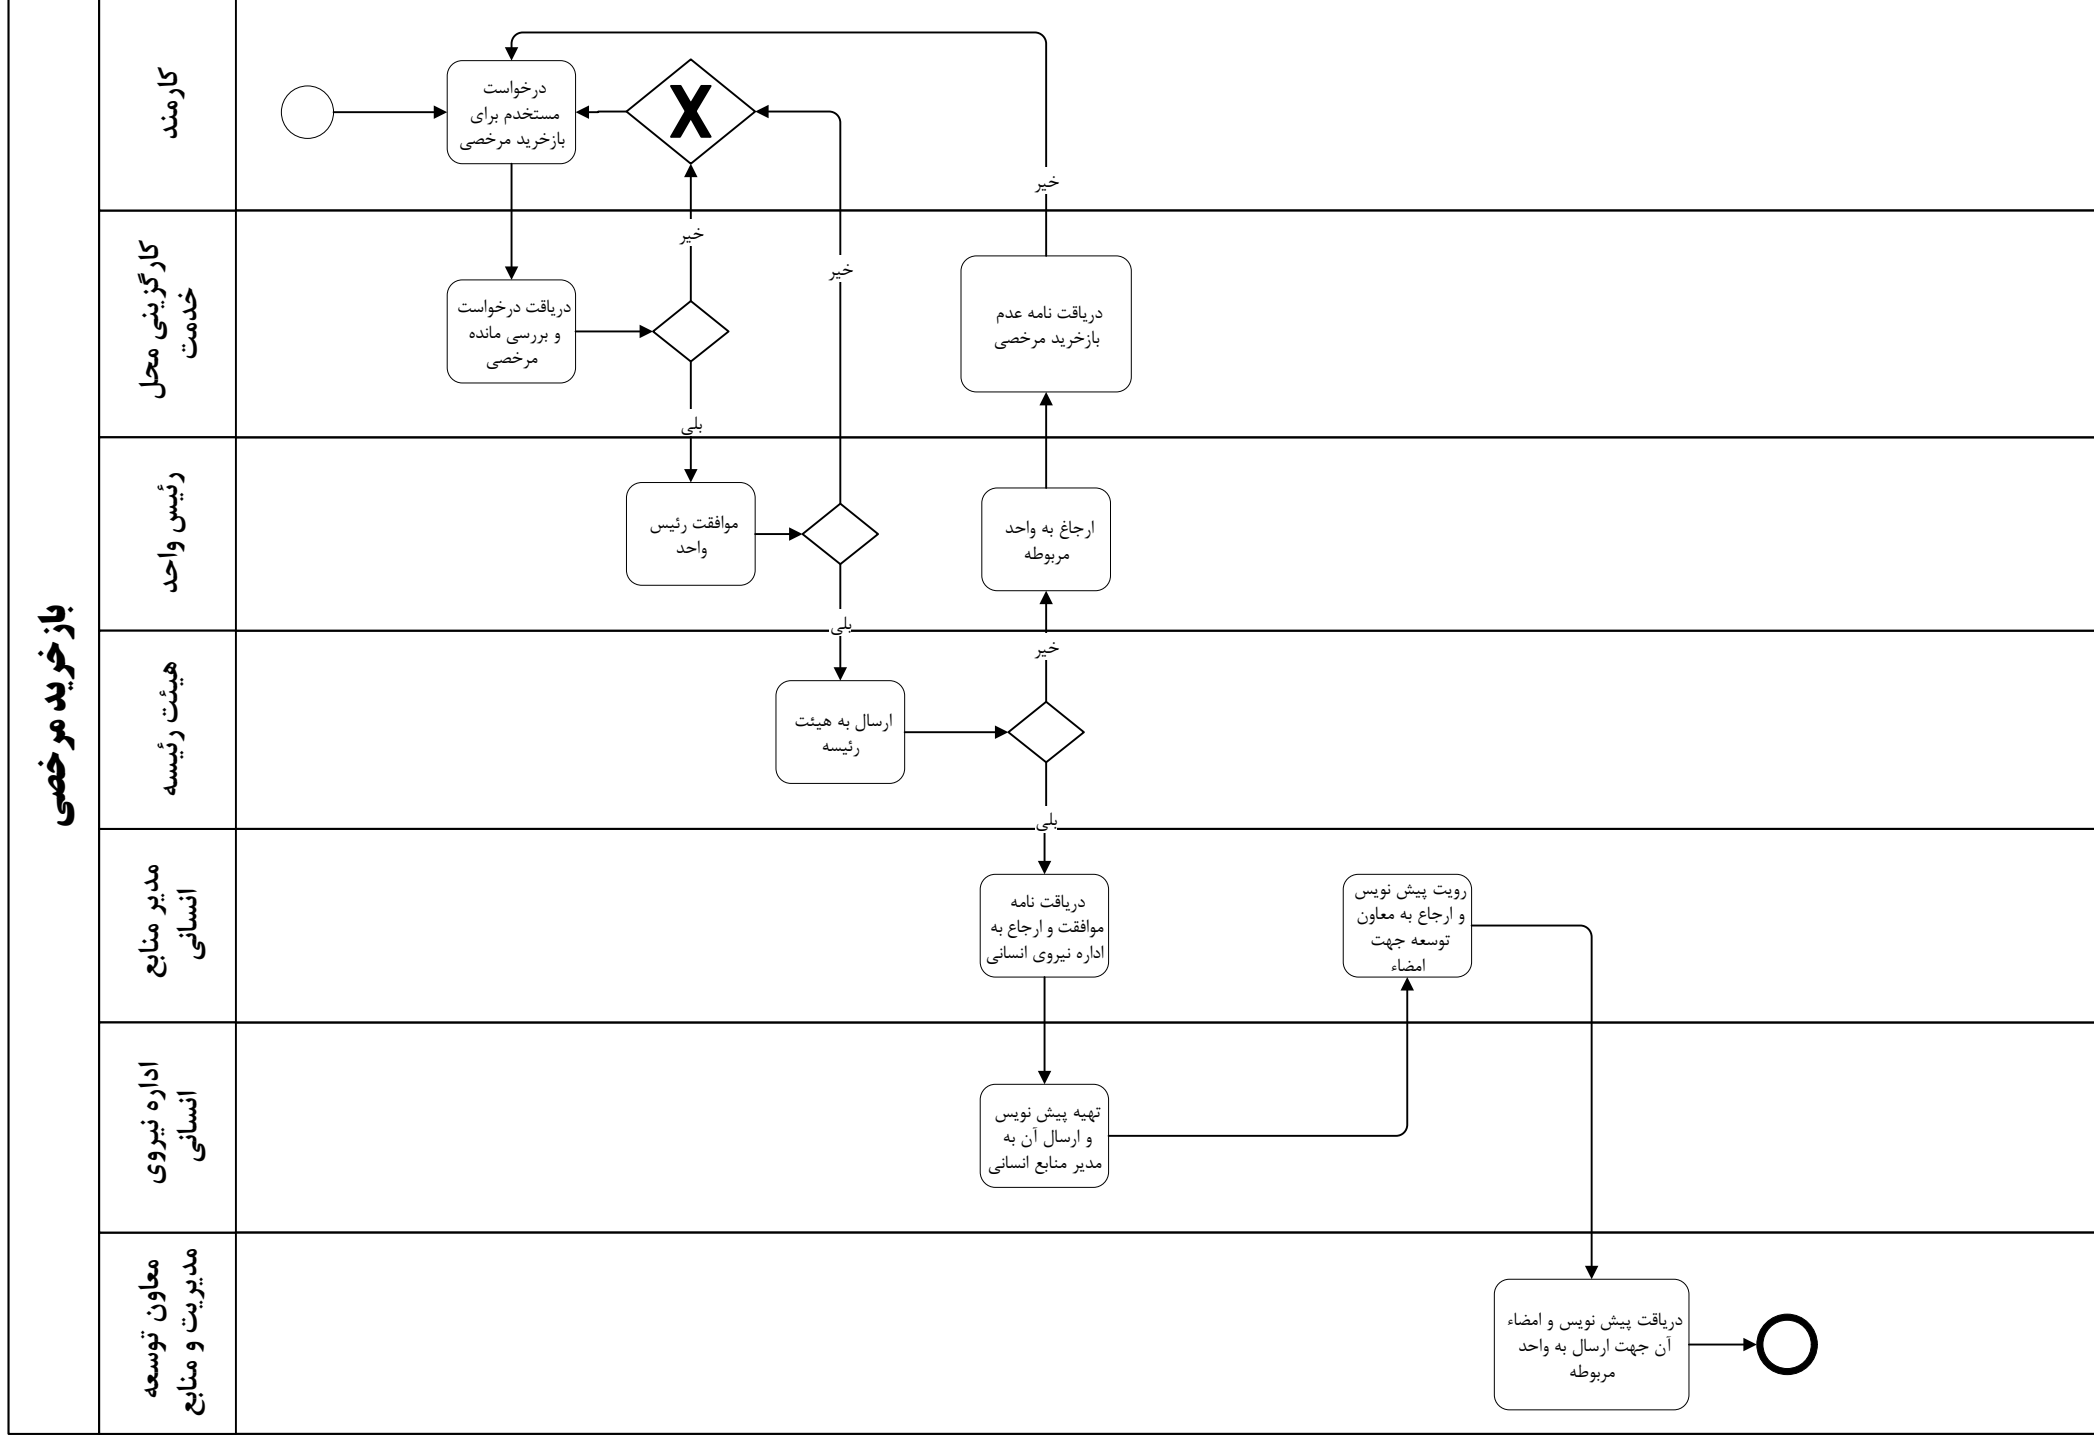 بازخرید مرخصی
کارمند
درخواست
مستخدم برای
بازخرید مرخصی
X
خیر
کارگزینی محل
خدمت
دریافت درخواست
و بررسی مانده
مرخصی
خیر
خیر
بلی
دریافت نامه عدم
بازخرید مرخصی
رئیس واحد
موافقت رئیس
واحد
بلی
ارجاغ به واحد
مربوطه
هیئت رئیسه
ارسال به هیئت
رئیسه
خیر
بلی
مدیر منابع
انسانی
دریافت نامه
موافقت و ارجاع به
اداره نیروی انسانی
رویت پیش نویس
و ارجاع به معاون
توسعه جهت
امضاء
اداره نیروی
انسانی
تهیه پیش نویس
و ارسال آن به
مدیر منابع انسانی
معاون توسعه
مدیریت و منابع
دریافت پیش نویس و امضاء
آن جهت ارسال به واحد
مربوطه